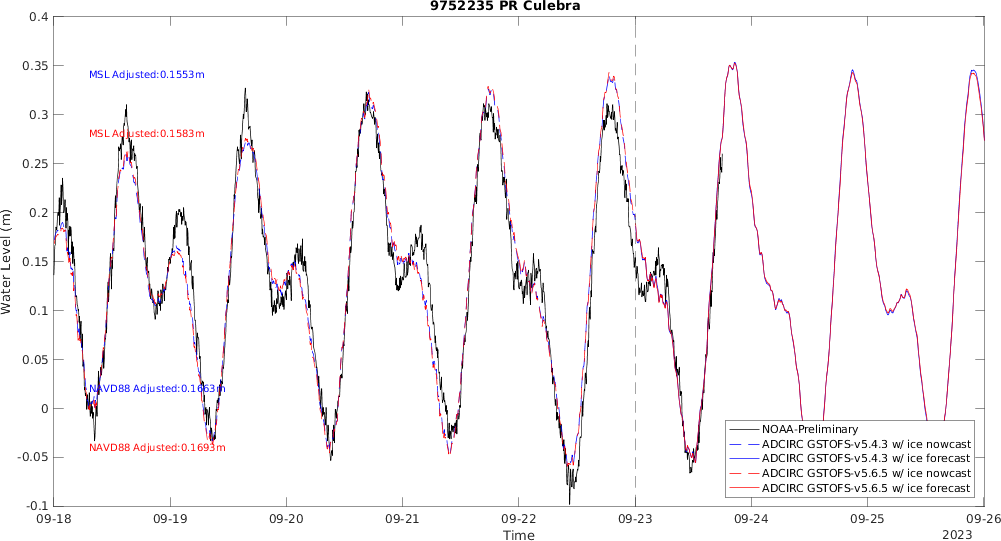 9752235 PR Culebra
0.4
0.35
0.3
0.25
0.2
0.15
0.1
0.05
0
-0.05
-0.1
Water Level (m)
MSL Adjusted:0.1553m
MSL Adjusted:0.1583m
NAVD88 Adjusted:0.1663m
NAVD88 Adjusted:0.1693m
NOAA-Preliminary
ADCIRC GSTOFS-v5.4.3 w/ ice nowcast
ADCIRC GSTOFS-v5.4.3 w/ ice forecast
ADCIRC GSTOFS-v5.6.5 w/ ice nowcast
ADCIRC GSTOFS-v5.6.5 w/ ice forecast
09-18 09-19 09-20 09-21 09-22 09-23 09-24 09-25 09-26
Time
2023